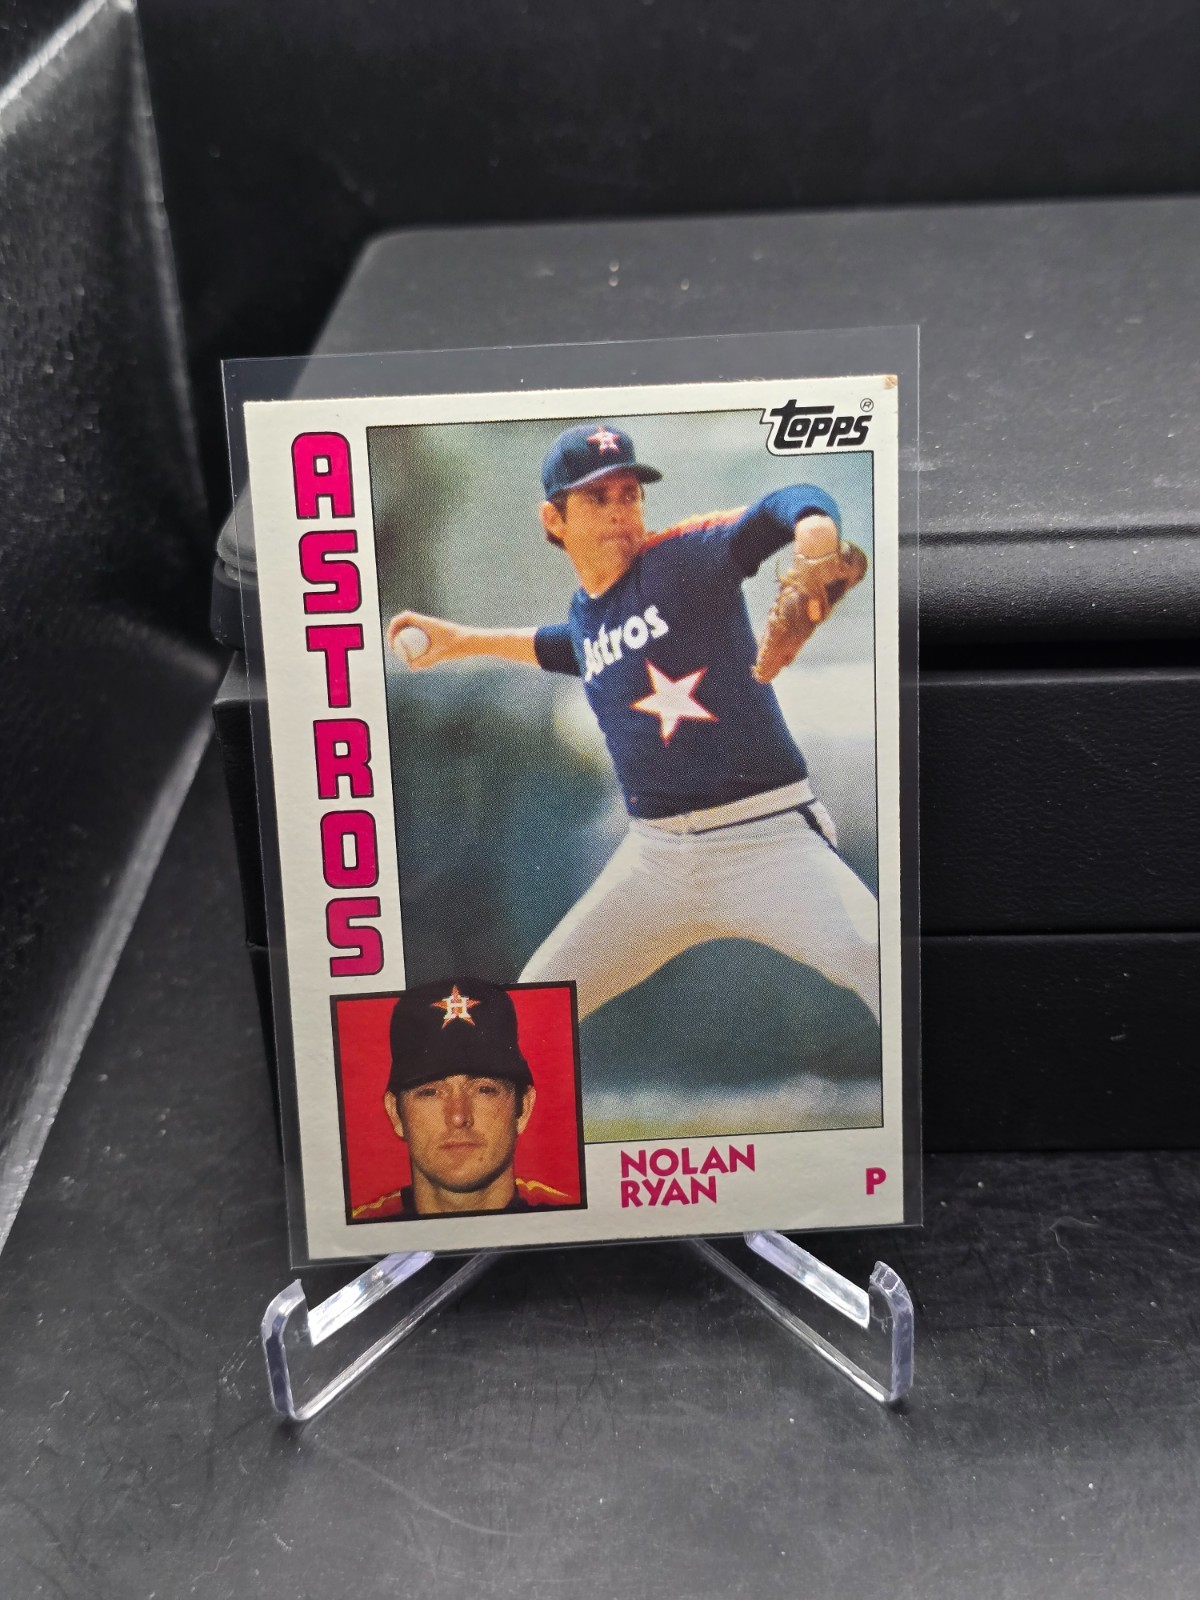 ASTROS
Topps®
H
Astros
H
NOLAN
RYAN
P